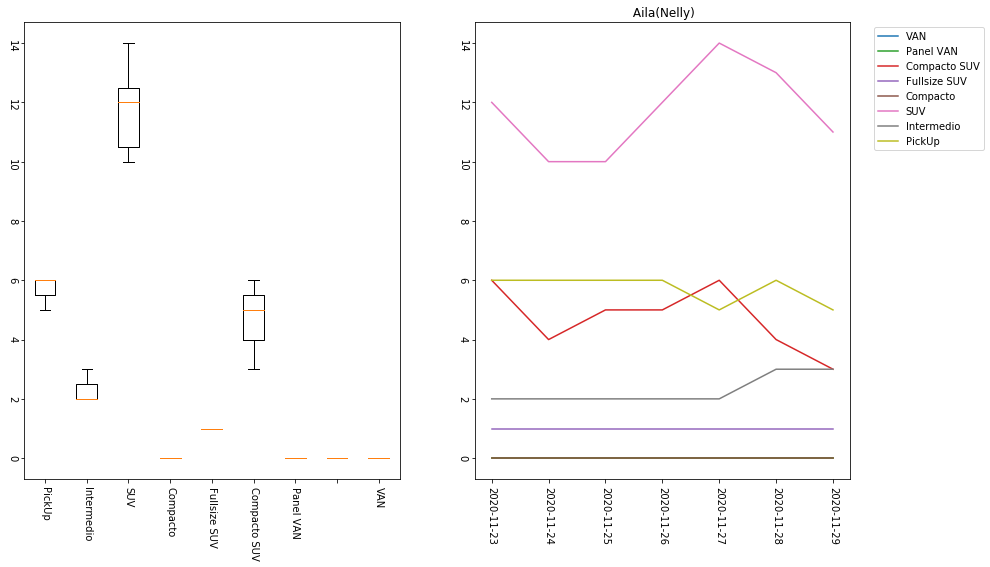 14
12
10
8
6
4
2
0
PickUp
Intermedio
SUV
Compacto
Fullsize SUV
Compacto SUV
Panel VAN
VAN
Aila(Nelly)
14
12
10
8
6
4
2
0
2020-11-23
2020-11-24
2020-11-25
2020-11-26
2020-11-27
2020-11-28
2020-11-29
VAN
Panel VAN
Compacto SUV
Fullsize SUV
Compacto
SUV
Intermedio
PickUp